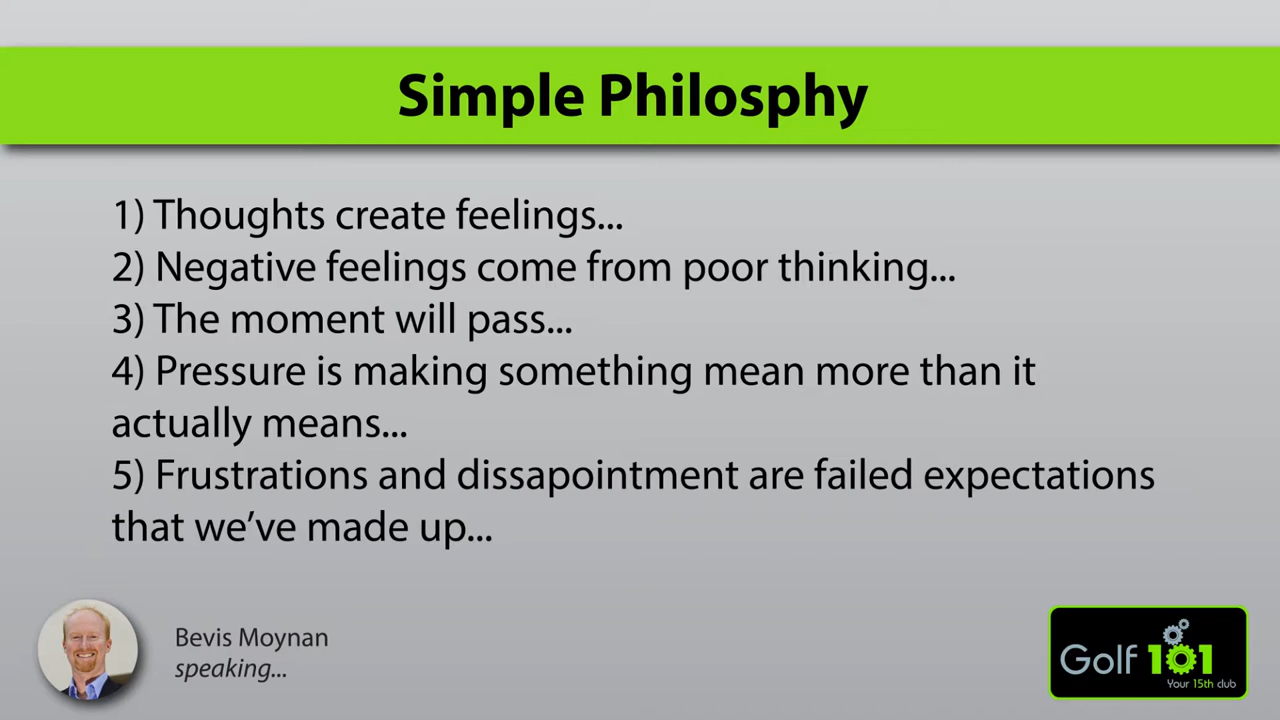 Simple Philosphy
1) Thoughts create feelings...
2) Negative feelings come from poor thinking...
3) The moment will pass...
4) Pressure is making something mean more than it
actually means...
5) Frustrations and dissapointment are failed expectations
that we've made up...
Bevis Moynan
speaking...
Golf 101
Your 15th club